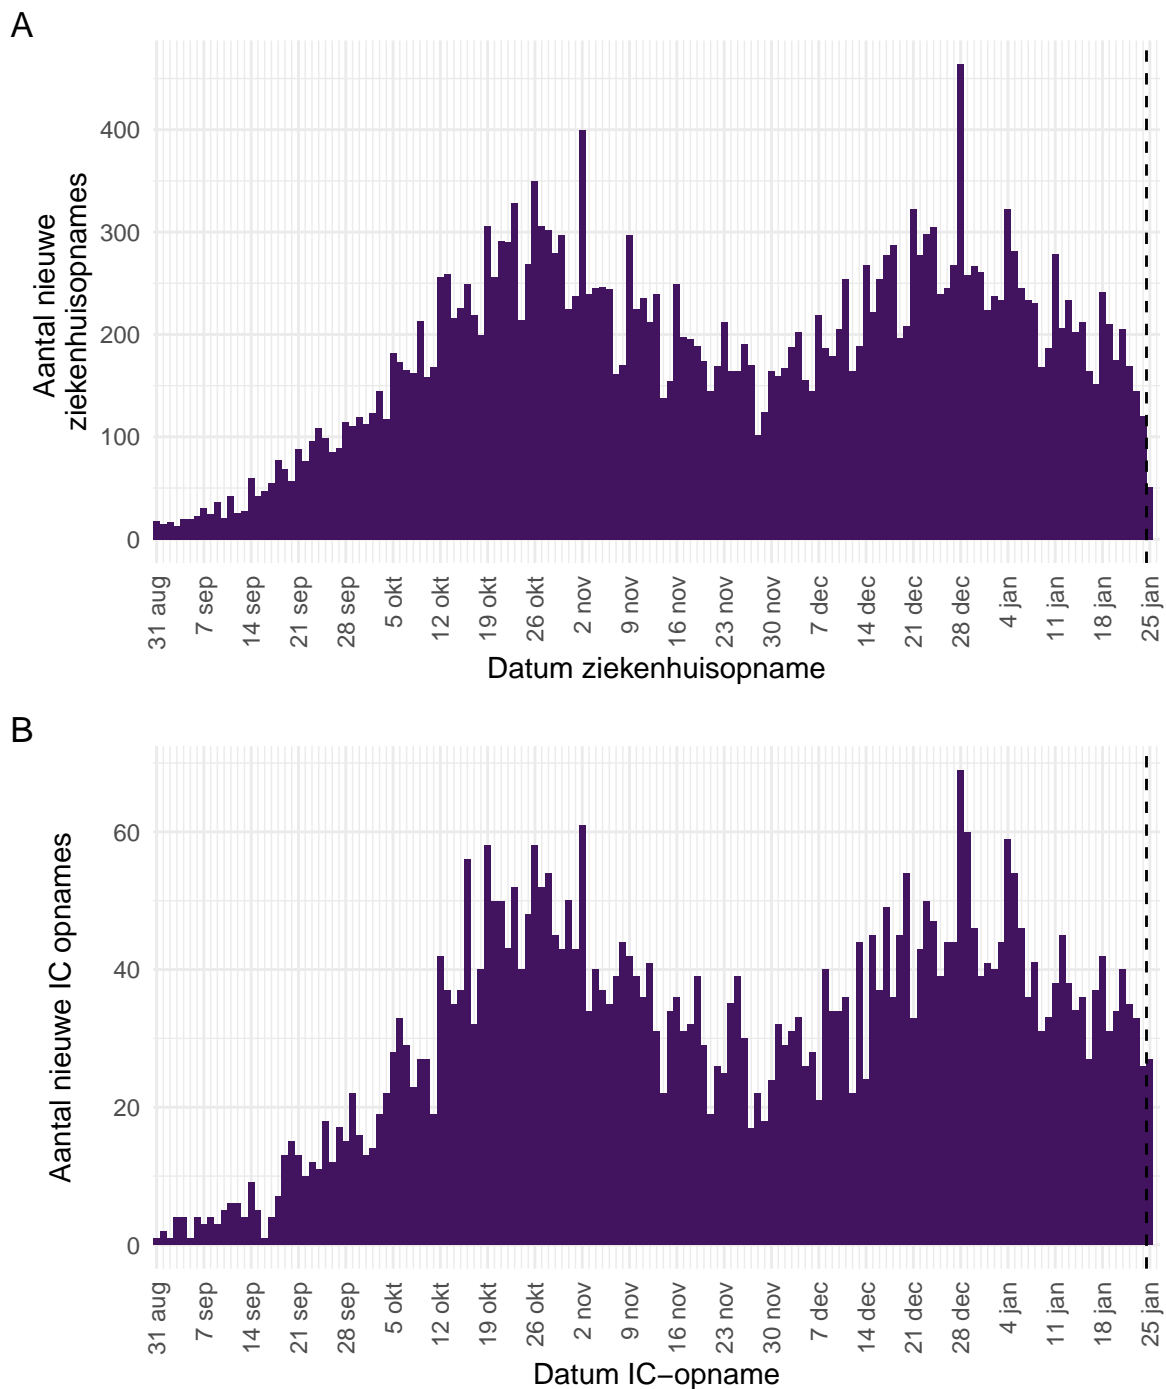 A
Aantal nieuwe
ziekenhuisopnames
400
300
200
100
0
31 aug
7 sep
14 sep
21 sep
28 sep
5 okt
12 okt
19 okt
26 okt
2 nov
9 nov
16 nov
23 nov
30 nov
7 dec
14 dec
21 dec
28 dec
4 jan
11 jan
18 jan
25 jan
Datum ziekenhuisopname
B
Aantal nieuwe IC opnames
60
40
20
0
31 aug
7 sep
14 sep
21 sep
28 sep
5 okt
12 okt
19 okt
26 okt
2 nov
9 nov
16 nov
23 nov
30 nov
7 dec
14 dec
21 dec
28 dec
4 jan
11 jan
18 jan
25 jan
Datum IC−opname